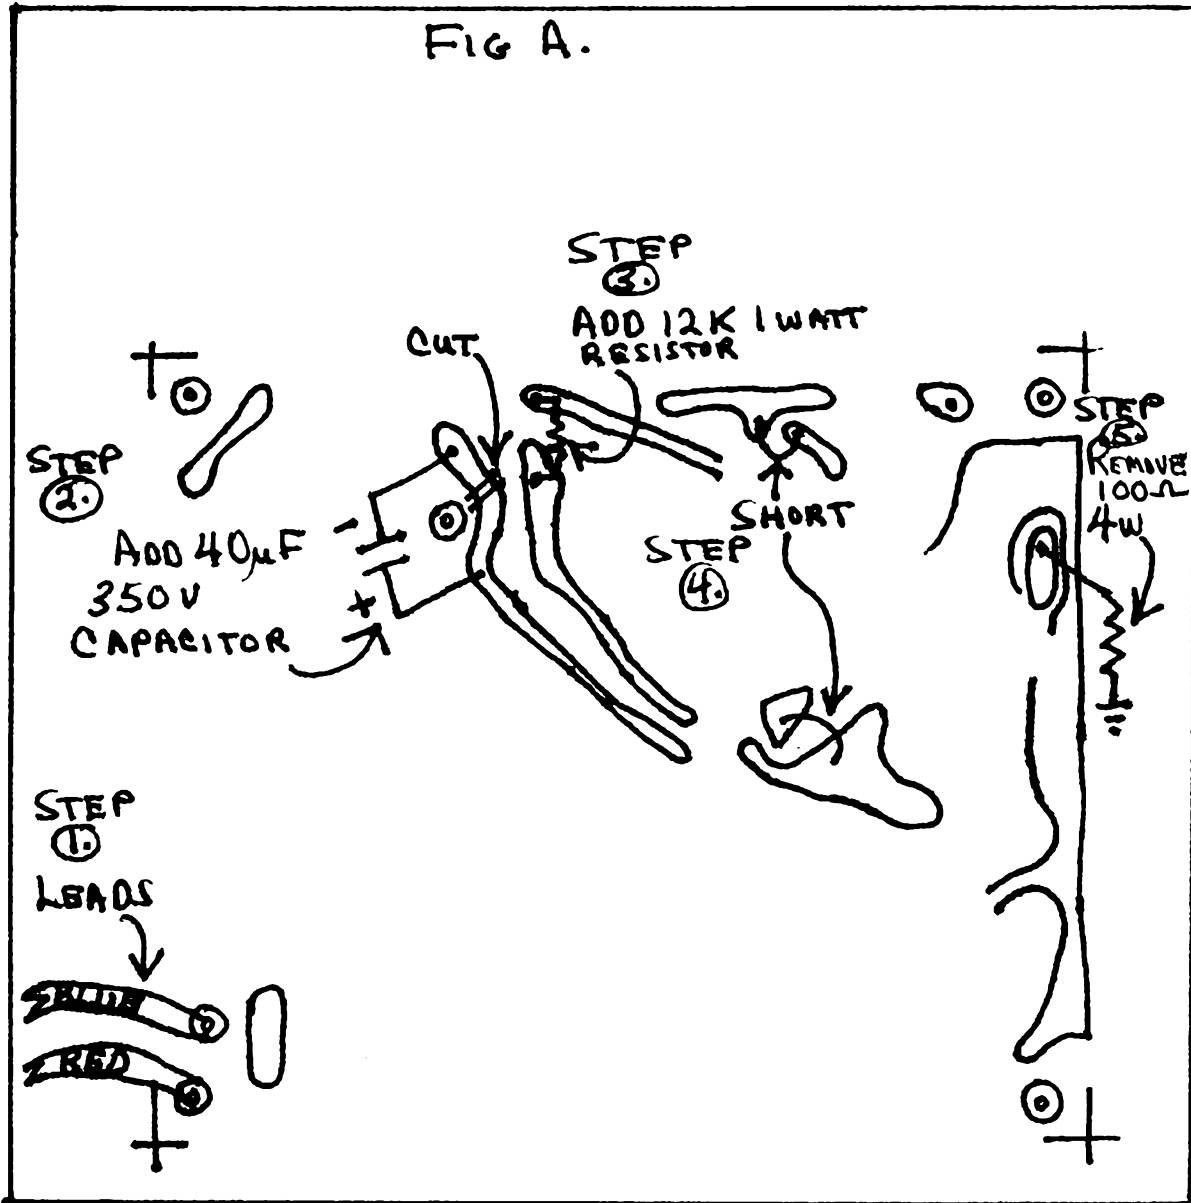 FIG A.
STEP
3.
ADD 12K 1 WATT
RESISTOR
CUT
STEP
2.
ADD 40µF
350V
CAPACITOR
-
+
SHORT
STEP
4.
STEP
5.
REMOVE
100Ω
4W
STEP
1.
LEADS
BLUE
RED